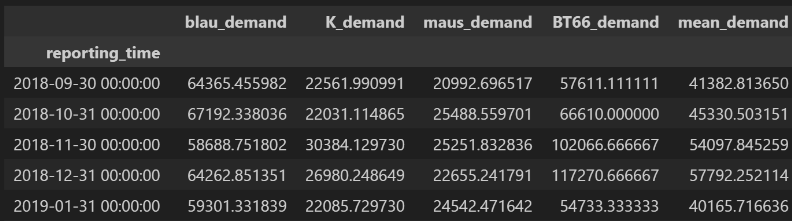 blau_demand K_demand maus_demand BT66_demand mean_demand
reporting_time
2018-09-30 00:00:00 64365.455982 22561.990991 20992.696517 57611.111111 41382.813650
2018-10-31 00:00:00 67192.338036 22031.114865 25488.559701 66610.000000 45330.503151
2018-11-30 00:00:00 58688.751802 30384.129730 25251.832836 102066.666667 54097.845259
2018-12-31 00:00:00 64262.851351 26980.248649 22655.241791 117270.666667 57792.252114
2019-01-31 00:00:00 59301.331839 22085.729730 24542.471642 54733.333333 40165.716636